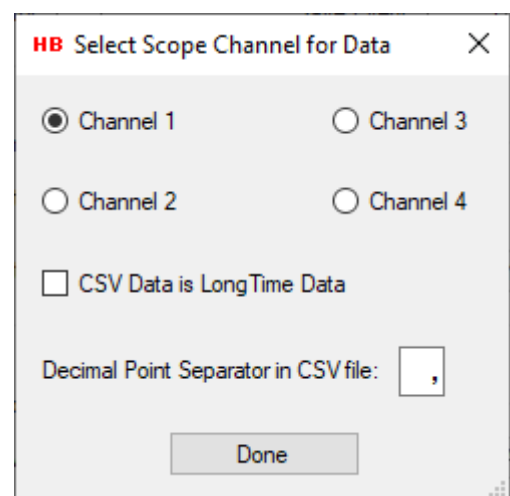 HB Select Scope Channel for Data
Channel 1 Channel 3
Channel 2 Channel 4
CSV Data is LongTime Data
Decimal Point Separator in CSV file: ,
Done